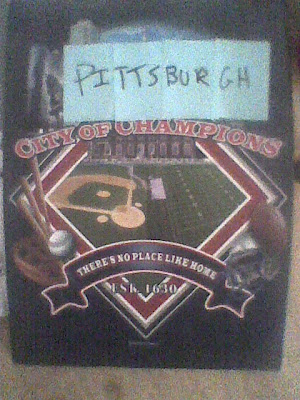 PITTSBURGH
CITY OF CHAMPIONS
THERE'S NO PLACE LIKE HOME
EST. 1630